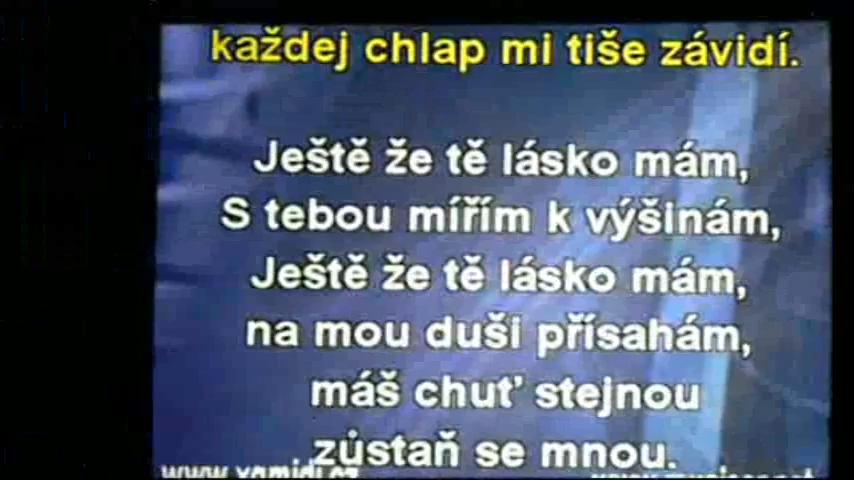 každej chlap mi tiše závidí.
Ještě že tě lásko mám,
S tebou mířím k výšinám,
Ještě že tě lásko mám,
na mou duši přísahám,
máš chuť stejnou
zůstaň se mnou.